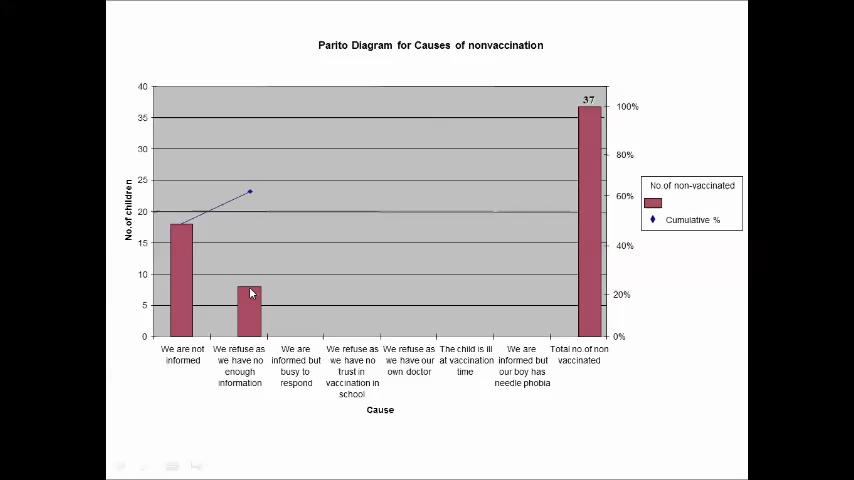 Parito Diagram for Causes of nonvaccination
40
35
30
25
20
15
10
5
0
No.of children
37
100%
80%
60%
40%
20%
0%
No.of non-vaccinated
Cumulative %
We are not
informed
We refuse as
we have no
enough
information
We are
informed but
busy to
respond
We refuse as
we have no
trust in
vaccination in
school
We refuse as
we have our
own doctor
The child is ill
at vaccination
time
We are
informed but
our boy has
needle phobia
Total no.of non
vaccinated
Cause